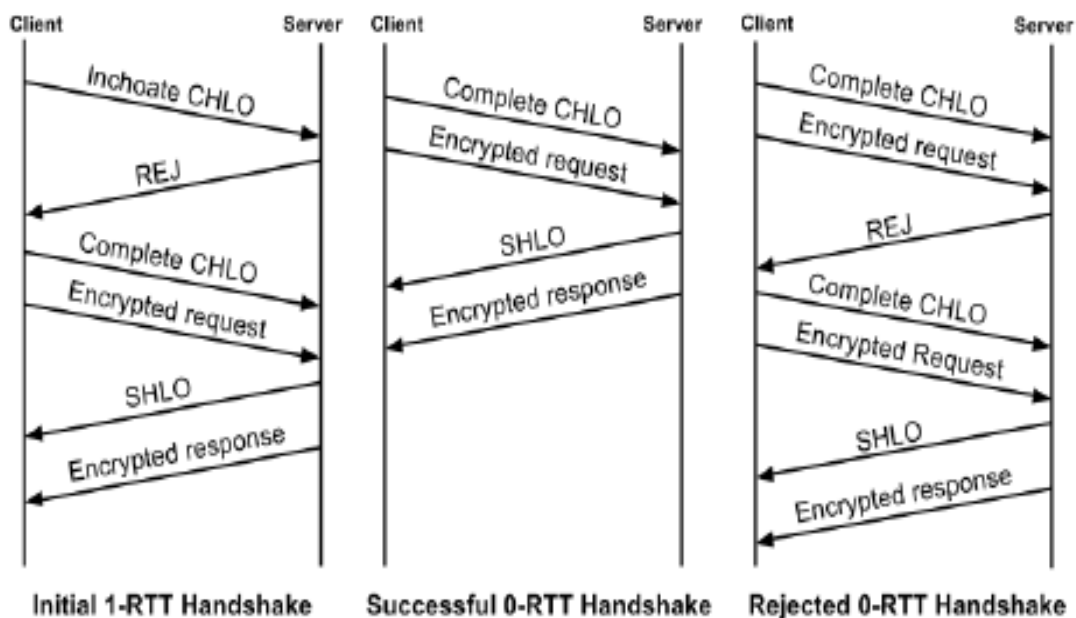 Client
Server
Inchoate CHLO
REJ
Complete CHLO
Encrypted request
SHLO
Encrypted response
Initial 1-RTT Handshake
Client
Server
Complete CHLO
Encrypted request
SHLO
Encrypted response
Successful 0-RTT Handshake
Client
Server
Complete CHLO
Encrypted request
REJ
Complete CHLO
Encrypted Request
SHLO
Encrypted response
Rejected 0-RTT Handshake